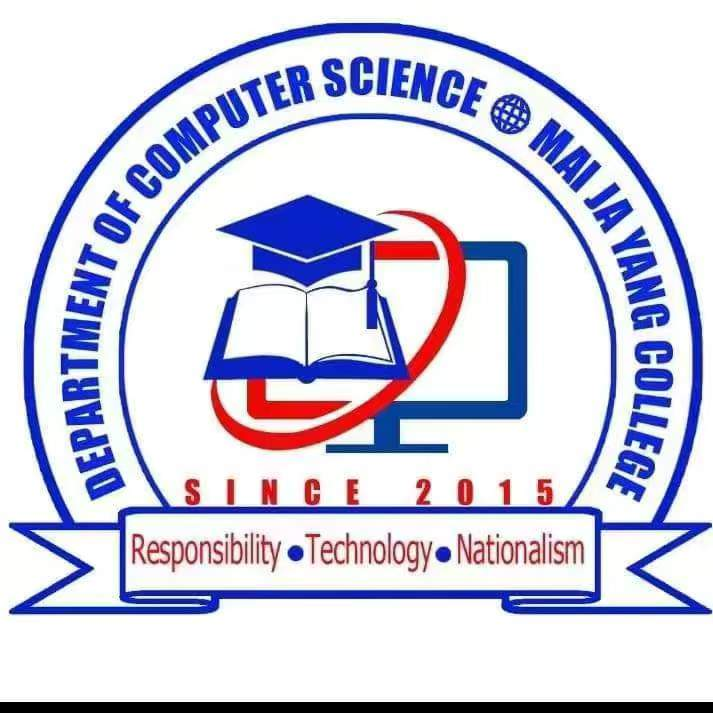 DEPARTMENT OF COMPUTER SCIENCE MAI JA YANG COLLEGE
SINCE 2015
Responsibility • Technology • Nationalism